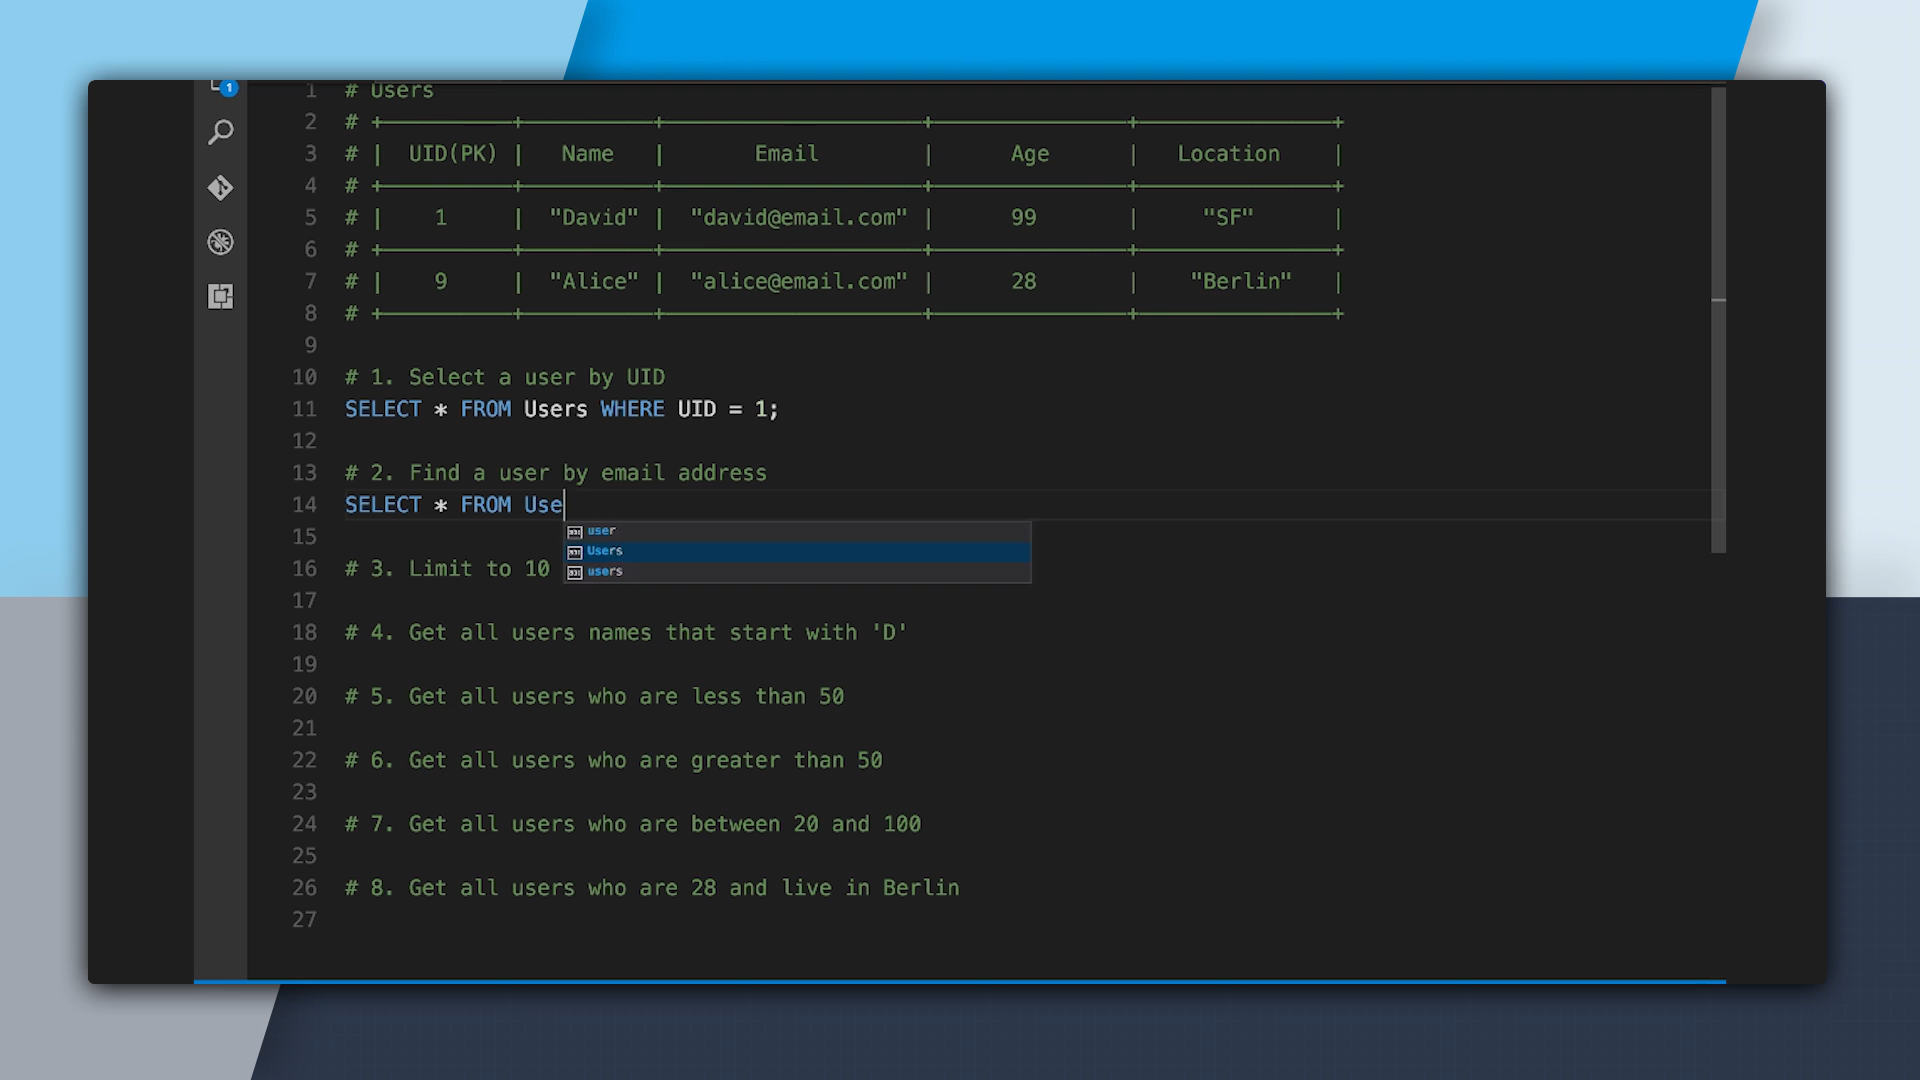 1
1 # Users
2 # +———+———+———+———+———+
3 # | UID(PK) | Name | Email | Age | Location |
4 # +———+———+———+———+———+
5 # | 1 | "David" | "david@email.com" | 99 | "SF" |
6 # +———+———+———+———+———+
7 # | 9 | "Alice" | "alice@email.com" | 28 | "Berlin" |
8 # +———+———+———+———+———+
9
10 # 1. Select a user by UID
11 SELECT * FROM Users WHERE UID = 1;
12
13 # 2. Find a user by email address
14 SELECT * FROM Use
user
15
Users
16 # 3. Limit to 10
users
17
18 # 4. Get all users names that start with 'D'
19
20 # 5. Get all users who are less than 50
21
22 # 6. Get all users who are greater than 50
23
24 # 7. Get all users who are between 20 and 100
25
26 # 8. Get all users who are 28 and live in Berlin
27